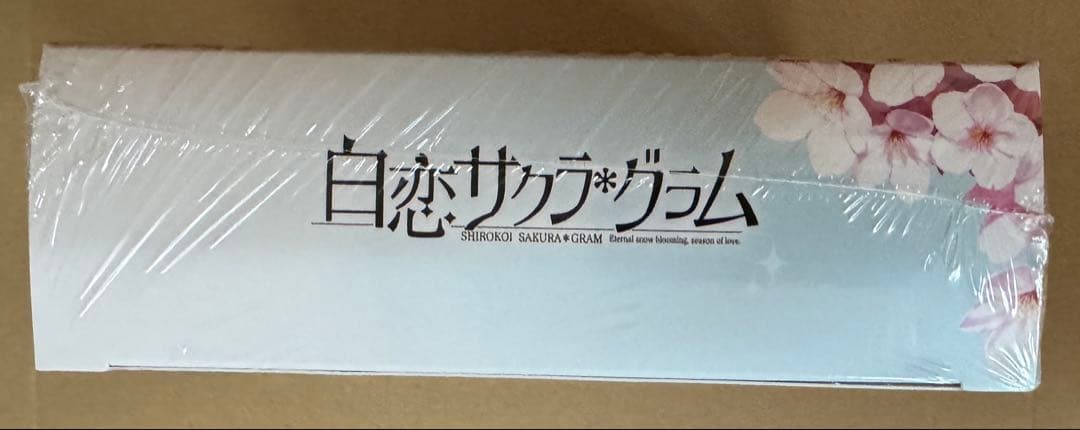 白恋サクラ*グラム
SHIROKOI SAKURA*GRAM Eternal snow blooming, season of love.